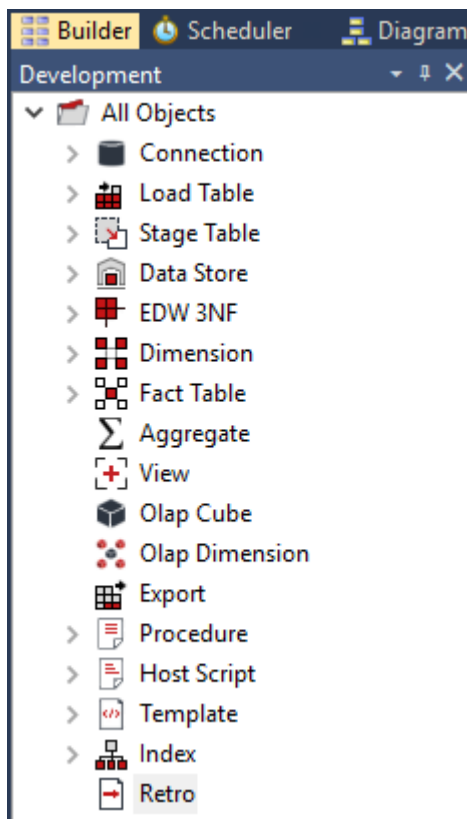 Builder Scheduler Diagram
Development
All Objects
Connection
Load Table
Stage Table
Data Store
EDW 3NF
Dimension
Fact Table
Aggregate
View
Olap Cube
Olap Dimension
Export
Procedure
Host Script
Template
Index
Retro